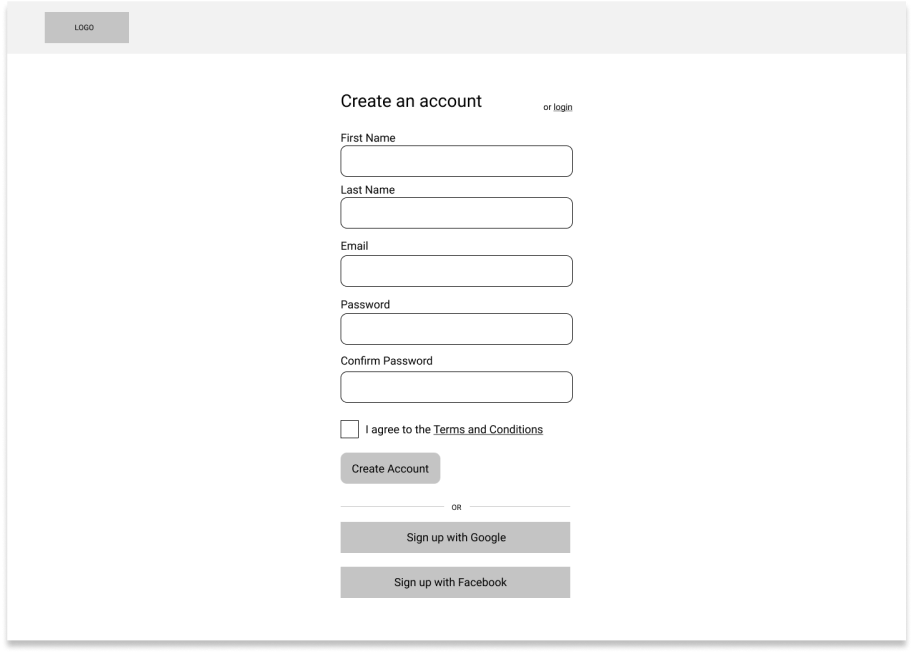 LOGO
Create an account
or login
First Name
Last Name
Email
Password
Confirm Password
I agree to the Terms and Conditions
Create Account
OR
Sign up with Google
Sign up with Facebook